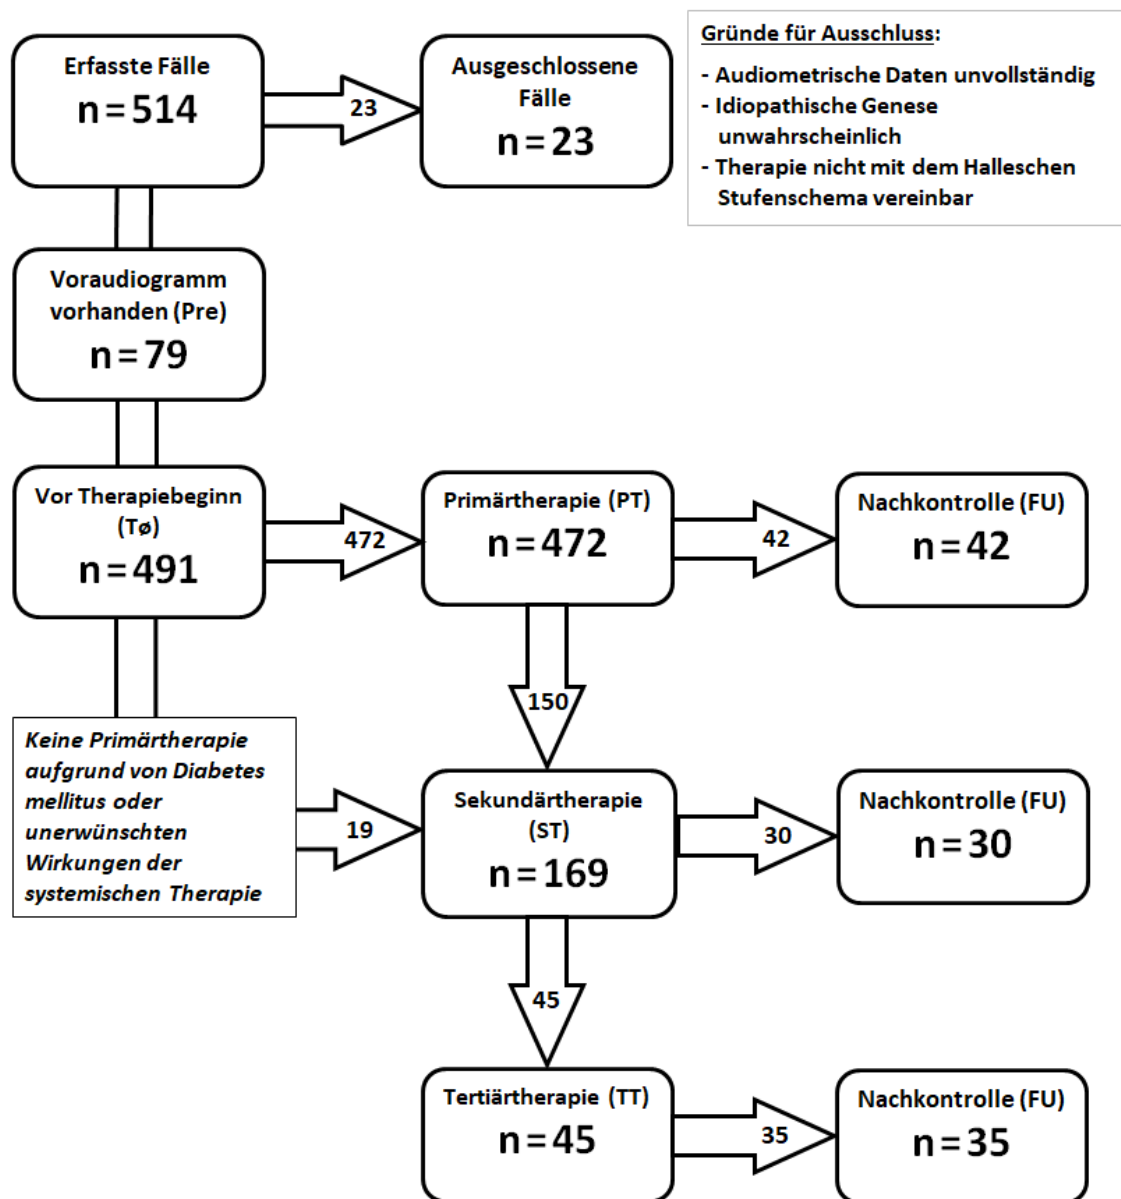 Erfasste Fälle
n = 514
23
Ausgeschlossene
Fälle
n = 23
Gründe für Ausschluss:
- Audiometrische Daten unvollständig
- Idiopathische Genese
unwahrscheinlich
- Therapie nicht mit dem Halleschen
Stufenschema vereinbar
Voraudiogramm
vorhanden (Pre)
n = 79
Vor Therapiebeginn
(Tø)
n = 491
472
Primärtherapie (PT)
n = 472
42
Nachkontrolle (FU)
n = 42
150
Keine Primärtherapie
aufgrund von Diabetes
mellitus oder
unerwünschten
Wirkungen der
systemischen Therapie
19
Sekundärtherapie
(ST)
n = 169
30
Nachkontrolle (FU)
n = 30
45
Tertiärtherapie (TT)
n = 45
35
Nachkontrolle (FU)
n = 35